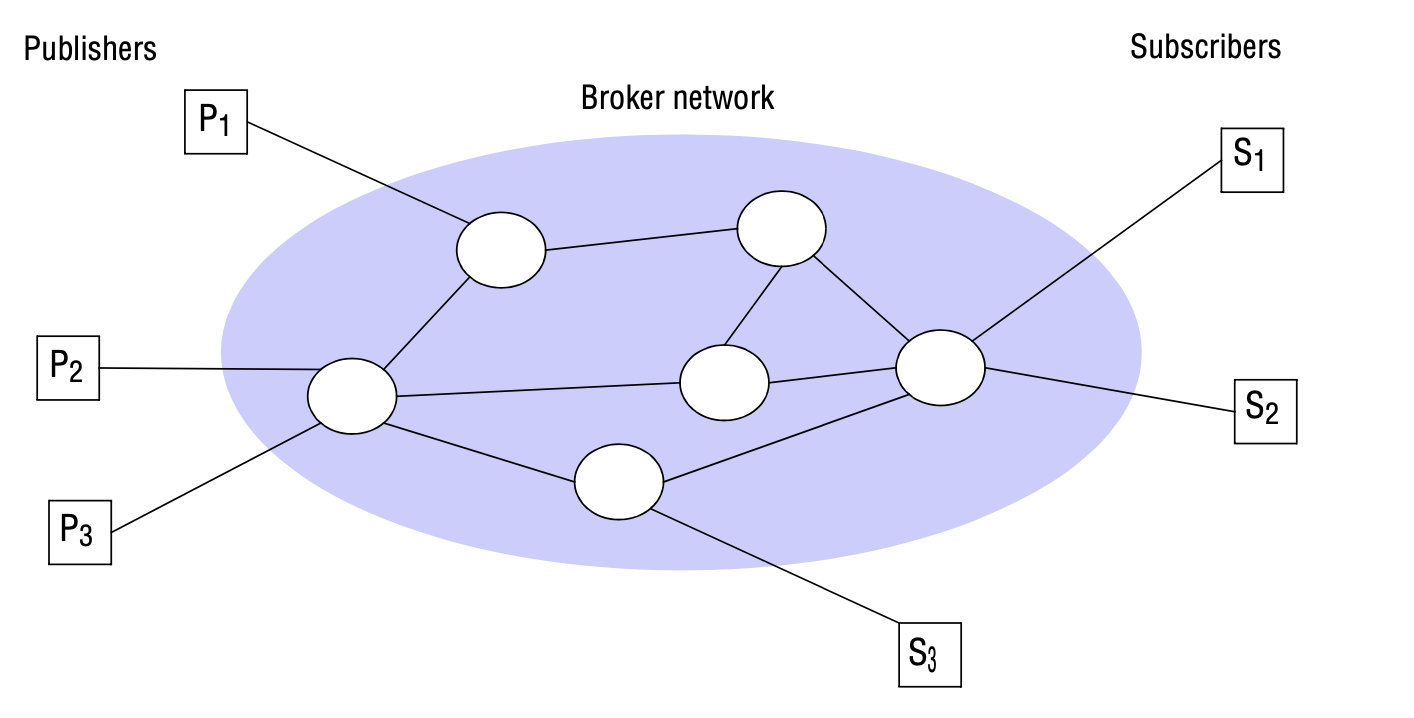 Publishers
Subscribers
Broker network
P1
S1
P2
S2
P3
S3